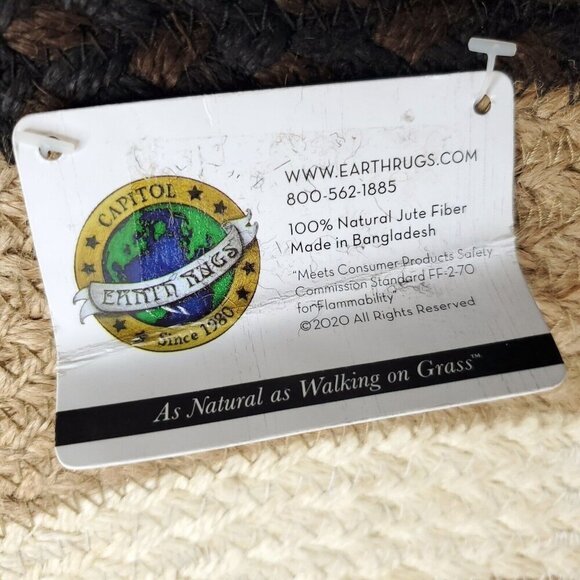 CAPITOL
EARTH RUGS
Since 1980
WWW.EARTHRUGS.COM
800-562-1885
100% Natural Jute Fiber
Made in Bangladesh
"Meets Consumer Products Safety
Commission Standard FF-2-70
for Flammability"
©2020 All Rights Reserved
As Natural as Walking on Grass™